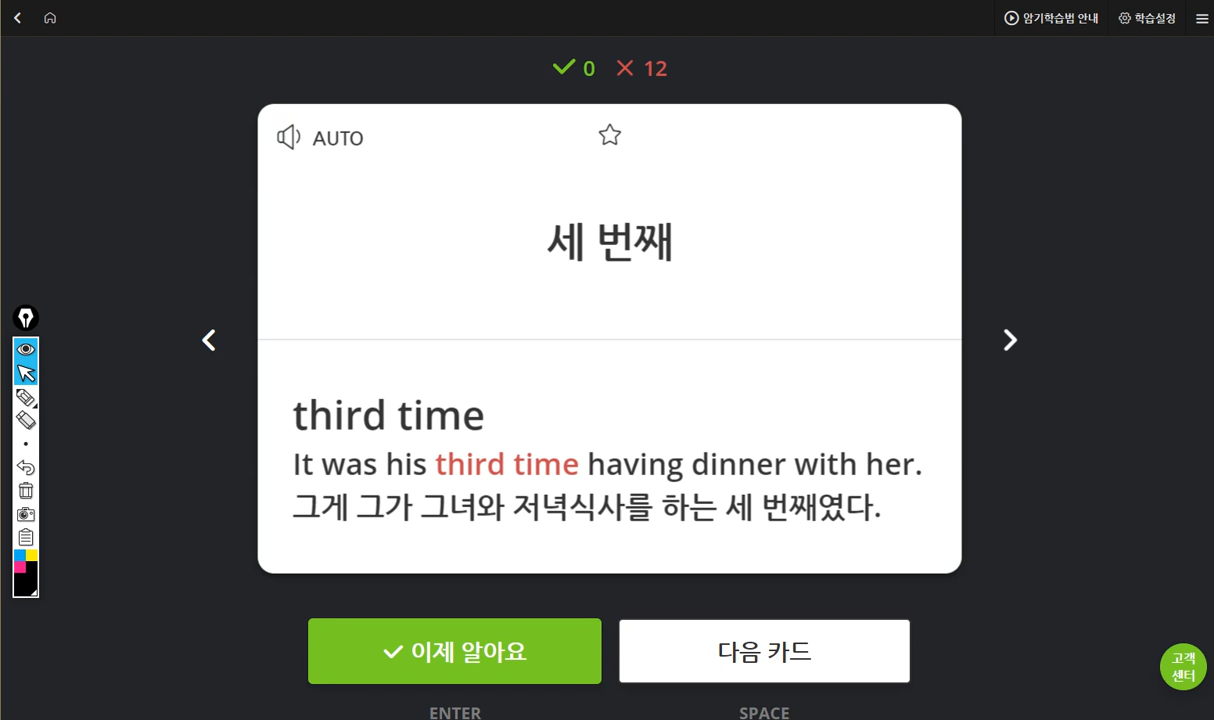 암기학습법 안내
학습설정
0
12
AUTO
세 번째
third time
It was his third time having dinner with her.
그게 그가 그녀와 저녁식사를 하는 세 번째였다.
이제 알아요
다음 카드
ENTER
SPACE
고객
센터